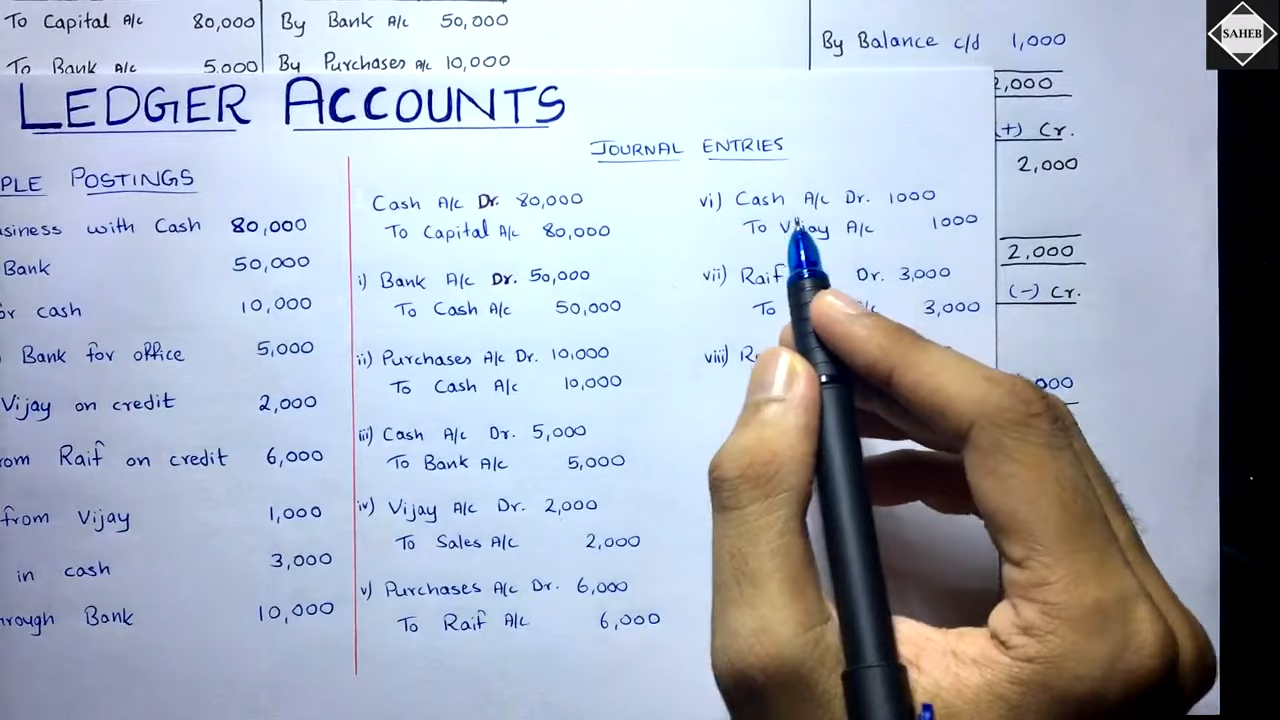 To Capital A/c 80,000 By Bank A/c 50,000
To Bank A/c 5,000 By Purchases A/c 10,000
By Balance c/d 1,000
SAHEB
2,000
(+) Cr.
2,000
2,000
(-) Cr.
000
LEDGER ACCOUNTS
PLE POSTINGS
usiness with Cash 80,000
Bank 50,000
or cash 10,000
Bank for office 5,000
Vijay on credit 2,000
rom Raif on credit 6,000
from Vijay 1,000
in cash 3,000
hrough Bank 10,000
JOURNAL ENTRIES
Cash A/c Dr. 80,000
To Capital A/c 80,000
i) Bank A/c Dr. 50,000
To Cash A/c 50,000
ii) Purchases A/c Dr. 10,000
To Cash A/c 10,000
iii) Cash A/c Dr. 5,000
To Bank A/c 5,000
iv) Vijay A/c Dr. 2,000
To Sales A/c 2,000
v) Purchases A/c Dr. 6,000
To Raif A/c 6,000
vi) Cash A/c Dr. 1000
To Vijay A/c 1000
vii) Raif Dr. 3,000
To /c 3,000
viii) R